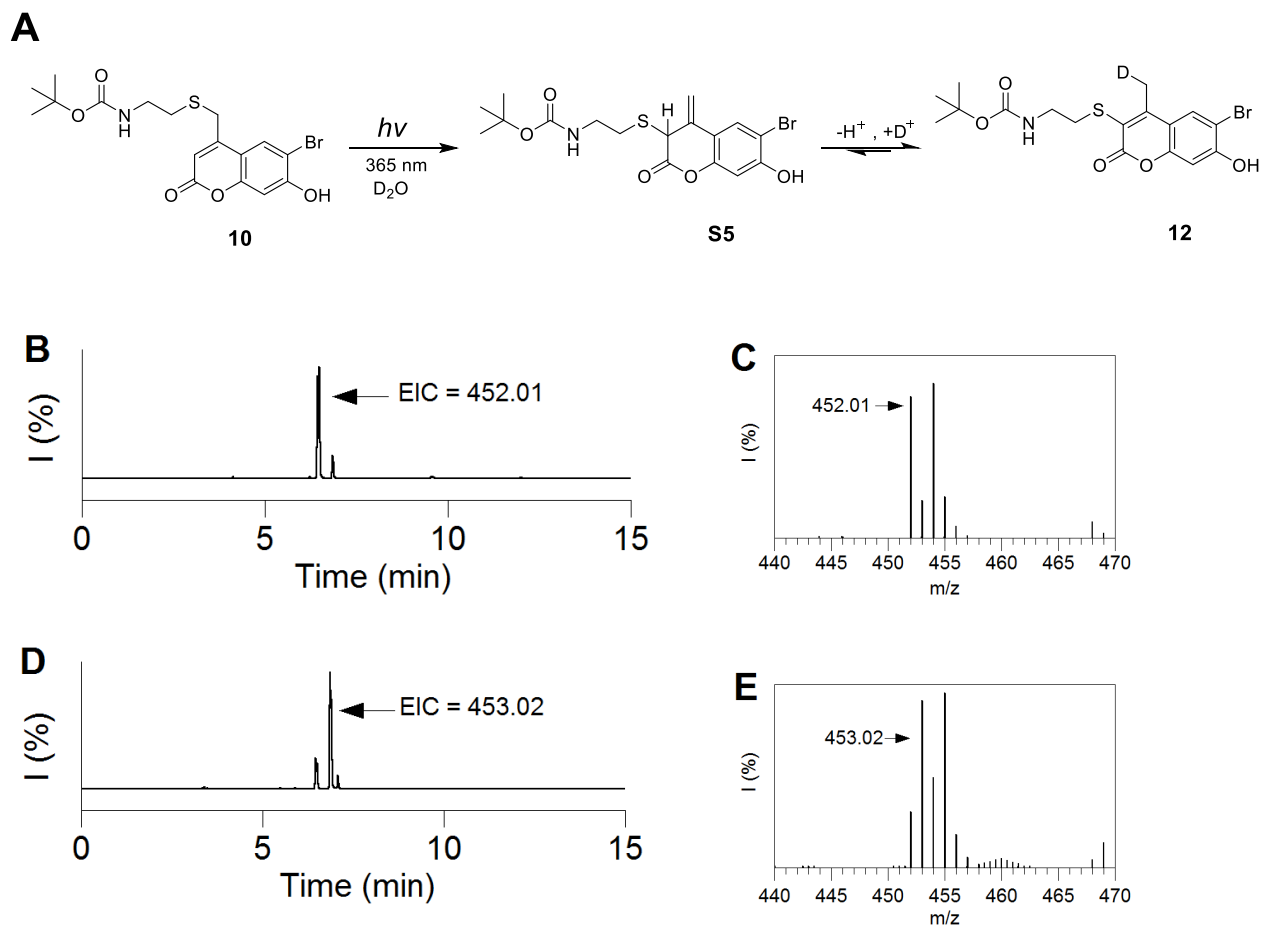 A
O
O
N
H
S
Br
O
O
OH
10
hv
365 nm
D2O
O
O
N
H
S
H
Br
O
O
OH
S5
-H+ , +D+
D
O
O
N
H
S
Br
O
O
OH
12
B
I (%)
EIC = 452.01
0 5 10 15
Time (min)
C
I (%)
452.01
440 445 450 455 460 465 470
m/z
D
I (%)
EIC = 453.02
0 5 10 15
Time (min)
E
I (%)
453.02
440 445 450 455 460 465 470
m/z